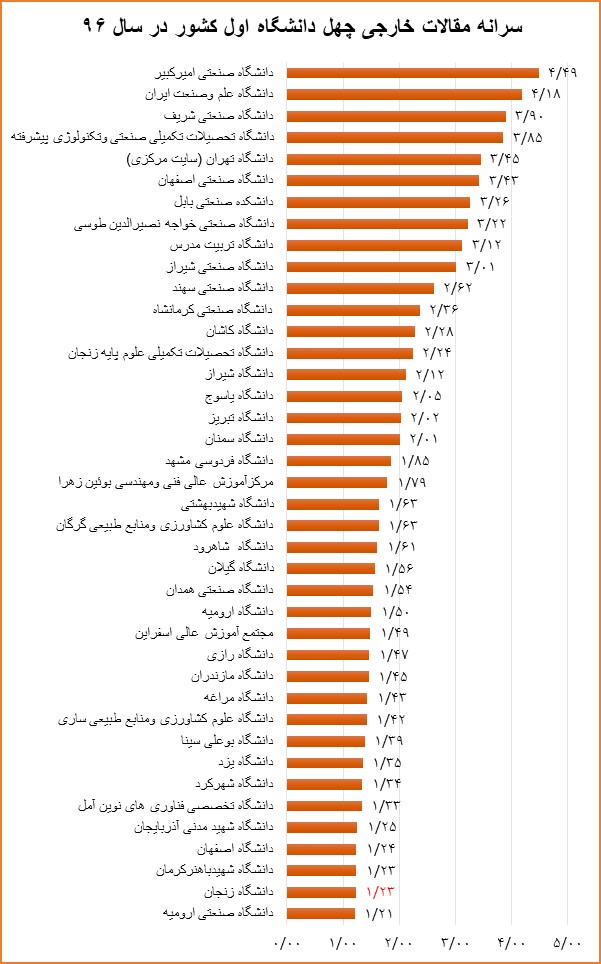 سرانه مقالات خارجی چهل دانشگاه اول کشور در سال ۹۶
دانشگاه صنعتی امیرکبیر ۴/۴۹
دانشگاه علم وصنعت ایران ۴/۱۸
دانشگاه صنعتی شریف ۳/۹۰
دانشگاه تحصیلات تکمیلی صنعتی وتکنولوژی پیشرفته ۳/۸۵
دانشگاه تهران (سایت مرکزی) ۳/۴۵
دانشگاه صنعتی اصفهان ۳/۴۳
دانشکده صنعتی بابل ۳/۲۶
دانشگاه صنعتی خواجه نصیرالدین طوسی ۳/۲۲
دانشگاه تربیت مدرس ۳/۱۲
دانشگاه صنعتی شیراز ۳/۰۱
دانشگاه صنعتی سهند ۲/۶۲
دانشگاه صنعتی کرمانشاه ۲/۳۶
دانشگاه کاشان ۲/۲۸
دانشگاه تحصیلات تکمیلی علوم پایه زنجان ۲/۲۴
دانشگاه شیراز ۲/۱۲
دانشگاه یاسوج ۲/۰۵
دانشگاه تبریز ۲/۰۲
دانشگاه سمنان ۲/۰۱
دانشگاه فردوسی مشهد ۱/۸۵
مرکزآموزش عالی فنی ومهندسی بوئین زهرا ۱/۷۹
دانشگاه شهیدبهشتی ۱/۶۳
دانشگاه علوم کشاورزی ومنابع طبیعی گرگان ۱/۶۳
دانشگاه شاهرود ۱/۶۱
دانشگاه گیلان ۱/۵۶
دانشگاه صنعتی همدان ۱/۵۴
دانشگاه ارومیه ۱/۵۰
مجتمع آموزش عالی اسفراین ۱/۴۹
دانشگاه رازی ۱/۴۷
دانشگاه مازندران ۱/۴۵
دانشگاه مراغه ۱/۴۳
دانشگاه علوم کشاورزی ومنابع طبیعی ساری ۱/۴۲
دانشگاه بوعلی سینا ۱/۳۹
دانشگاه یزد ۱/۳۵
دانشگاه شهرکرد ۱/۳۴
دانشگاه تخصصی فناوری های نوین آمل ۱/۳۳
دانشگاه شهید مدنی آذربایجان ۱/۲۵
دانشگاه اصفهان ۱/۲۴
دانشگاه شهیدباهنرکرمان ۱/۲۳
دانشگاه زنجان ۱/۲۳
دانشگاه صنعتی ارومیه ۱/۲۱
۰/۰۰ ۱/۰۰ ۲/۰۰ ۳/۰۰ ۴/۰۰ ۵/۰۰